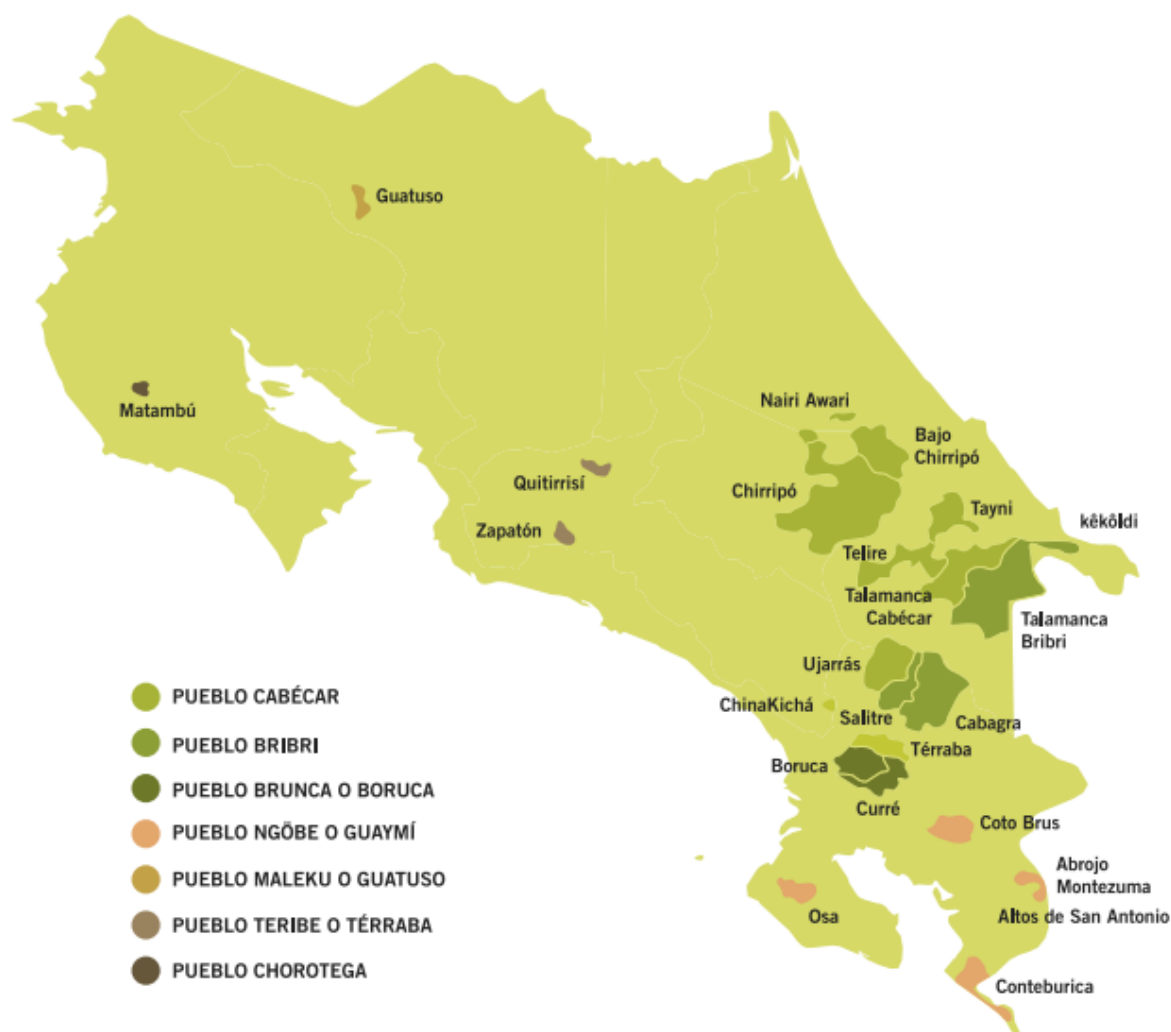 Guatuso
Matambú
Nairi Awari
Bajo
Chirripó
Quitirrisí
Chirripó
Zapatón
Tayni
kêköldi
Telire
Talamanca
Cabécar
Talamanca
Bribri
Ujarrás
ChinaKichá
Salitre
Cabagra
Térraba
Boruca
Curré
Coto Brus
Abrojo
Montezuma
Osa
Altos de San Antonio
Conteburica
PUEBLO CABÉCAR
PUEBLO BRIBRI
PUEBLO BRUNCA O BORUCA
PUEBLO NGÖBE O GUAYMÍ
PUEBLO MALEKU O GUATUSO
PUEBLO TERIBE O TÉRRABA
PUEBLO CHOROTEGA